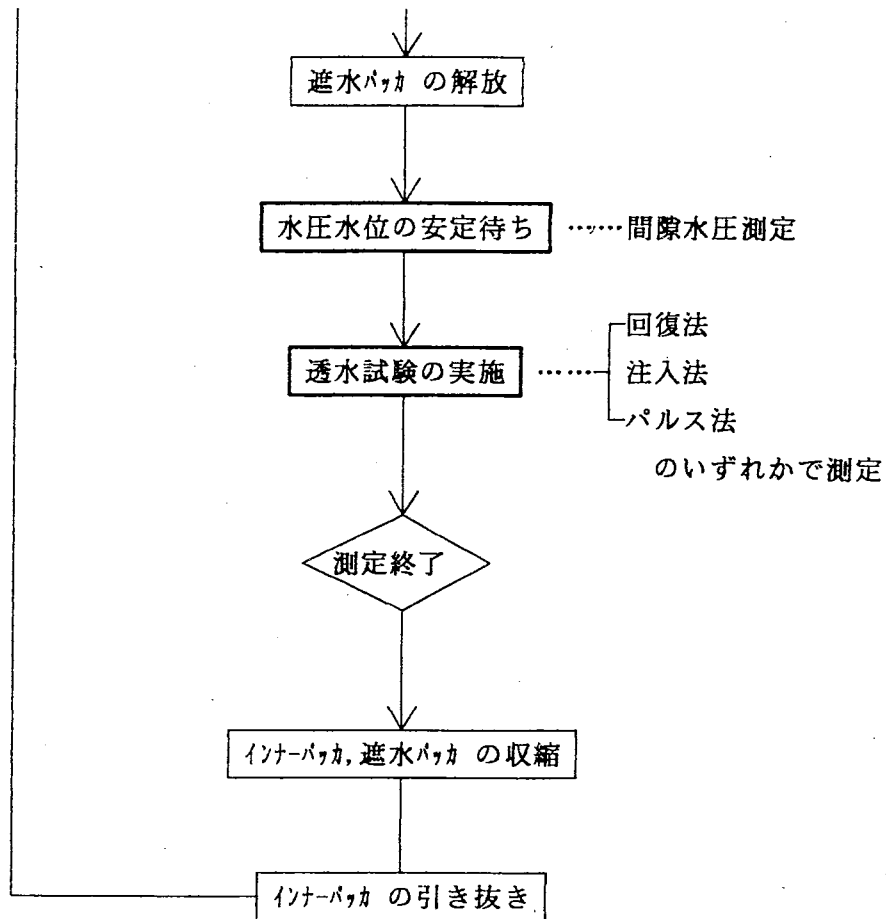 遮水ﾊﾟｯｶ の解放
水圧水位の安定待ち ……間隙水圧測定
回復法
透水試験の実施 …… 注入法
パルス法
のいずれかで測定
測定終了
ｲﾝﾅｰﾊﾟｯｶ,遮水ﾊﾟｯｶ の収縮
ｲﾝﾅｰﾊﾟｯｶ の引き抜き